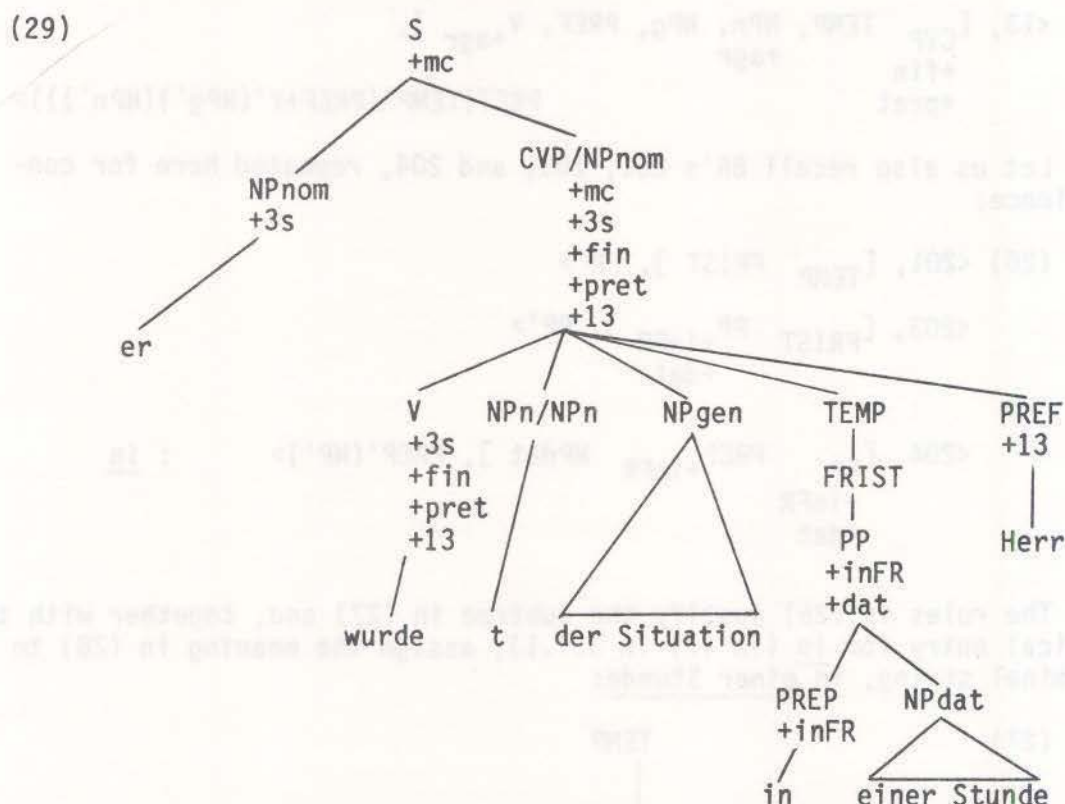 (29)
S
+mc
NPnom
+3s
CVP/NPnom
+mc
+3s
+fin
+pret
+13
er
V
+3s
+fin
+pret
+13
NPn/NPn
NPgen
TEMP
PREF
+13
FRIST
PP
+inFR
+dat
Herr
wurde t der Situation
PREP
+inFR
NPdat
in einer Stunde